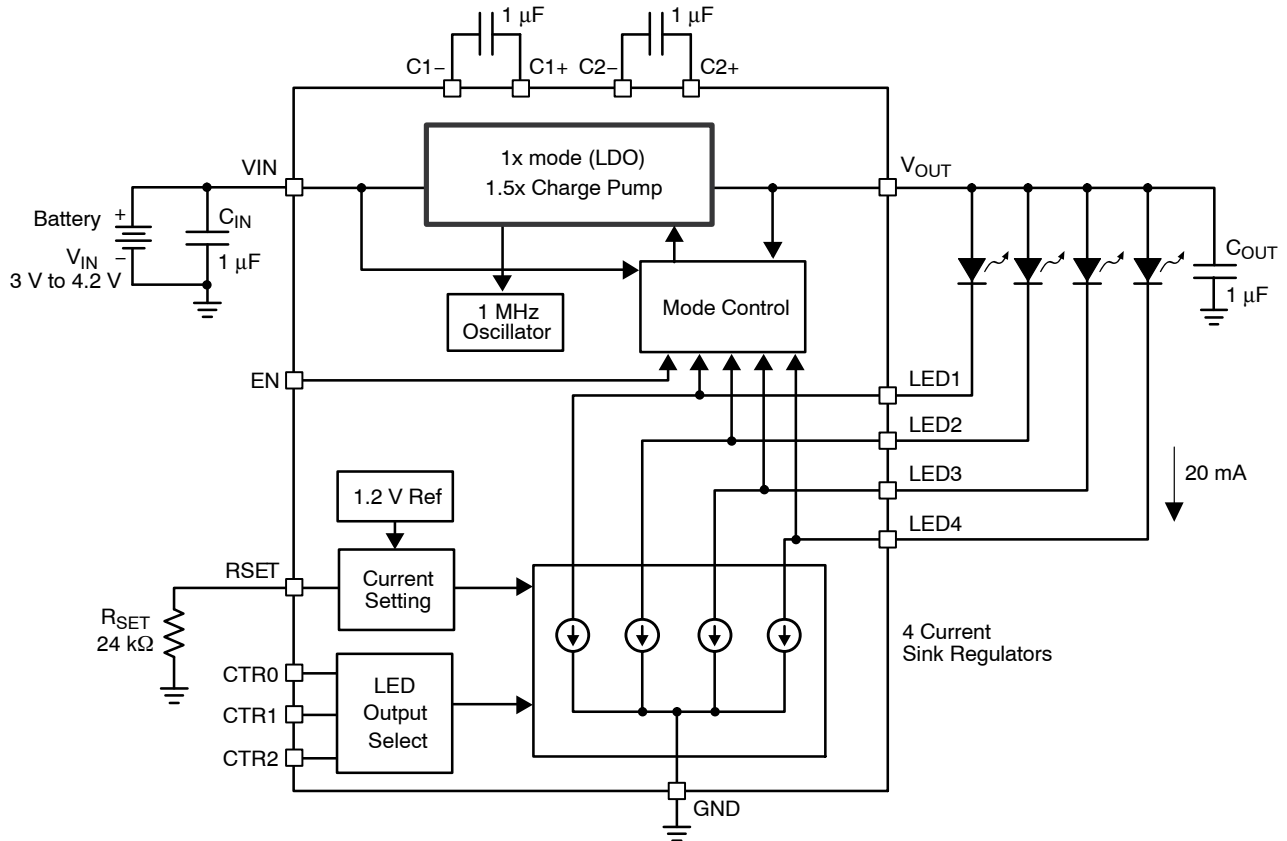 1 μF
1 μF
C1−
C1+
C2−
C2+
VIN
1x mode (LDO)
1.5x Charge Pump
VOUT
Battery
+
−
VIN
3 V to 4.2 V
CIN
1 μF
1 MHz
Oscillator
Mode Control
COUT
1 μF
EN
LED1
LED2
LED3
LED4
20 mA
1.2 V Ref
RSET
Current
Setting
RSET
24 kΩ
4 Current
Sink Regulators
CTR0
CTR1
CTR2
LED
Output
Select
GND